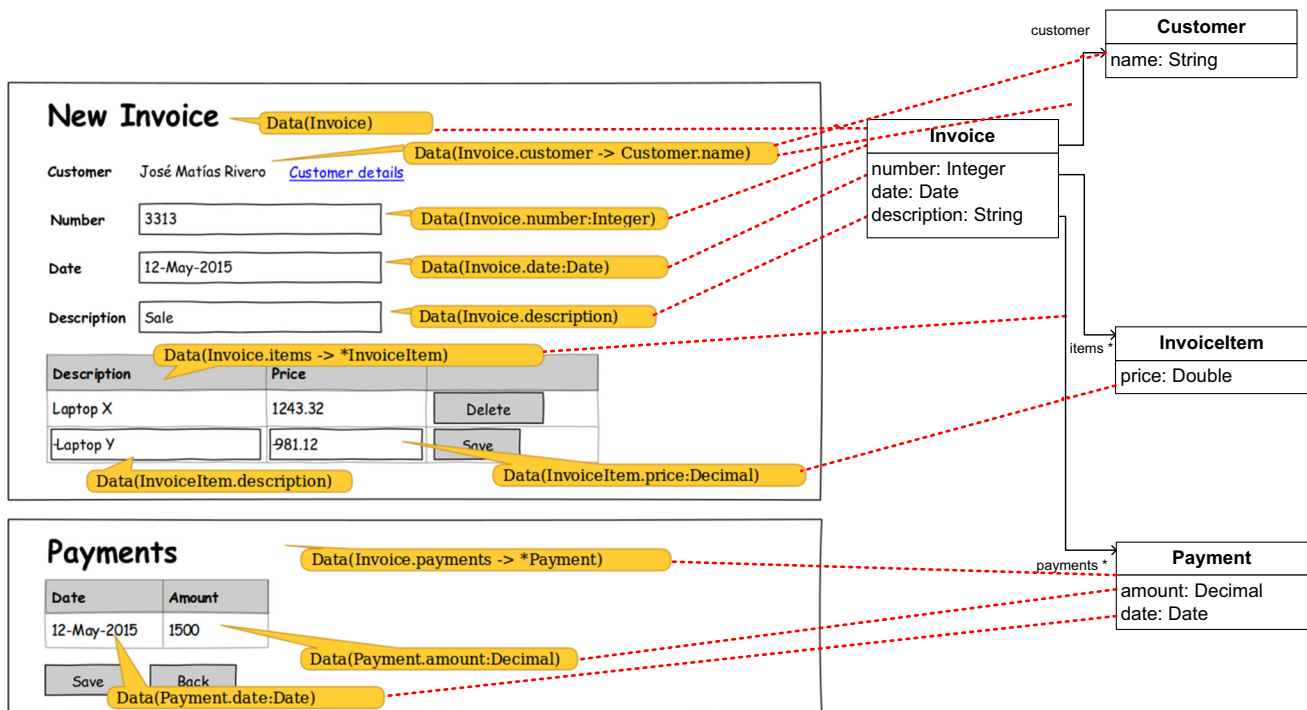 customer
Customer
name: String
New Invoice
Data(Invoice)
Invoice
Data(Invoice.customer -> Customer.name)
Customer José Matías Rivero Customer details
number: Integer
date: Date
description: String
Number 3313
Data(Invoice.number:Integer)
Date 12-May-2015
Data(Invoice.date:Date)
Description Sale
Data(Invoice.description)
Data(Invoice.items -> *InvoiceItem)
items *
InvoiceItem
price: Double
Description Price
Laptop X 1243.32 Delete
-Laptop Y -981.12 Save
Data(InvoiceItem.description)
Data(InvoiceItem.price:Decimal)
Payments
Data(Invoice.payments -> *Payment)
payments *
Payment
amount: Decimal
date: Date
Date Amount
12-May-2015 1500
Data(Payment.amount:Decimal)
Save Back
Data(Payment.date:Date)